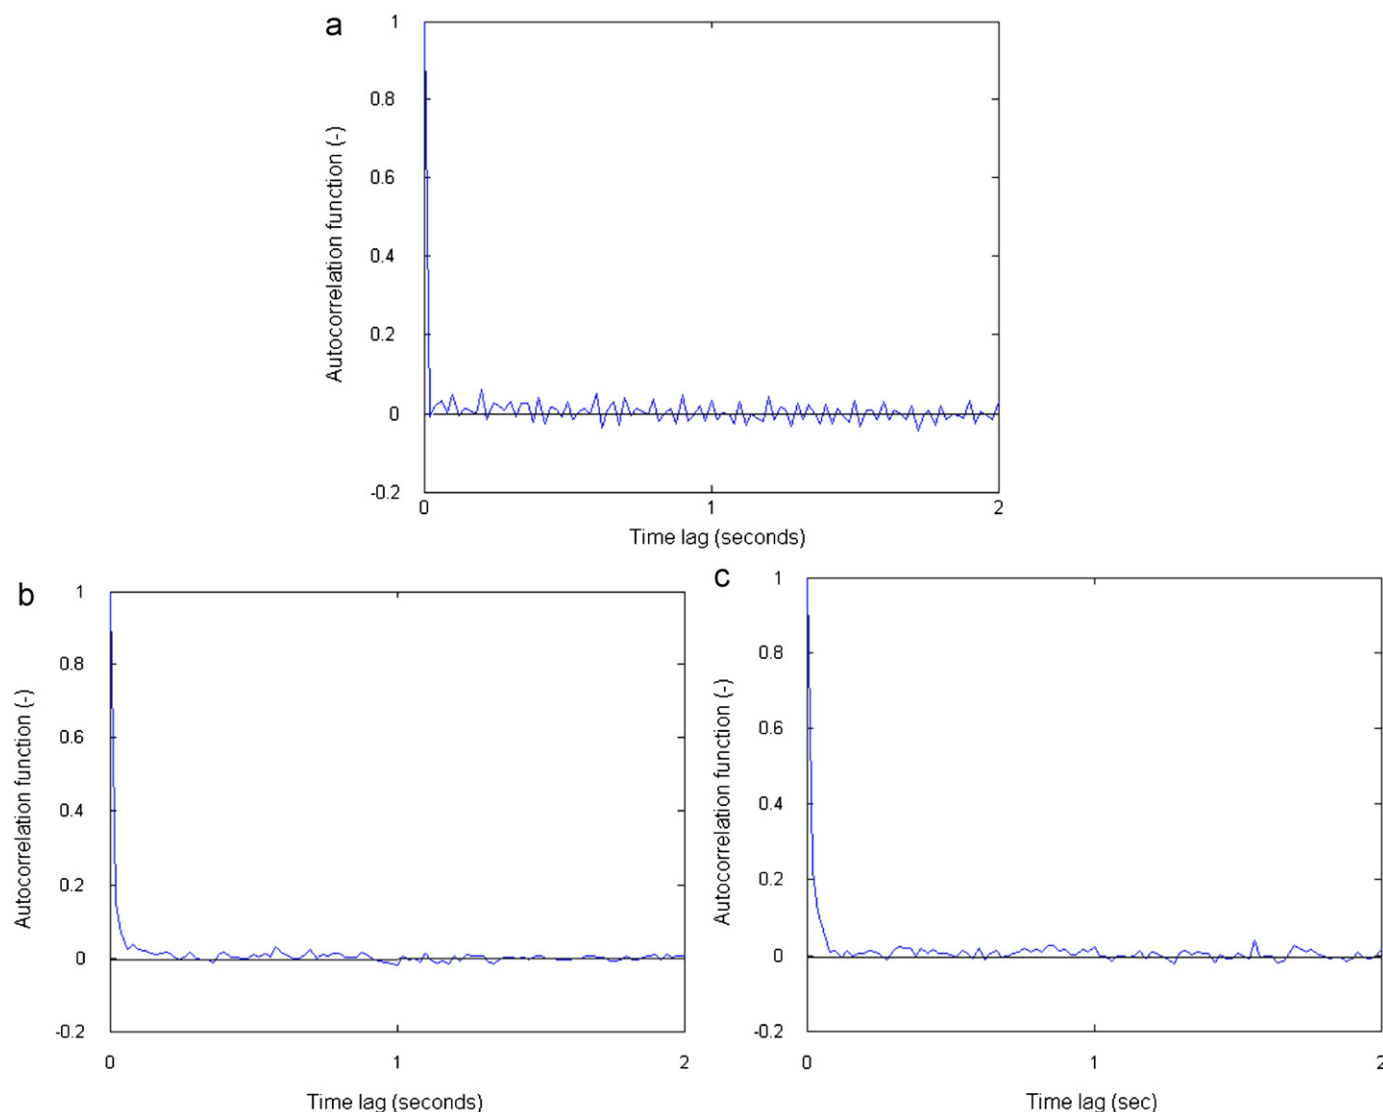 a
1
0.8
0.6
0.4
0.2
0
-0.2
Autocorrelation function (-)
0 1 2
Time lag (seconds)
b
1
0.8
0.6
0.4
0.2
0
-0.2
Autocorrelation function (-)
0 1 2
Time lag (seconds)
c
1
0.8
0.6
0.4
0.2
0
-0.2
Autocorrelation function (-)
0 1 2
Time lag (sec)